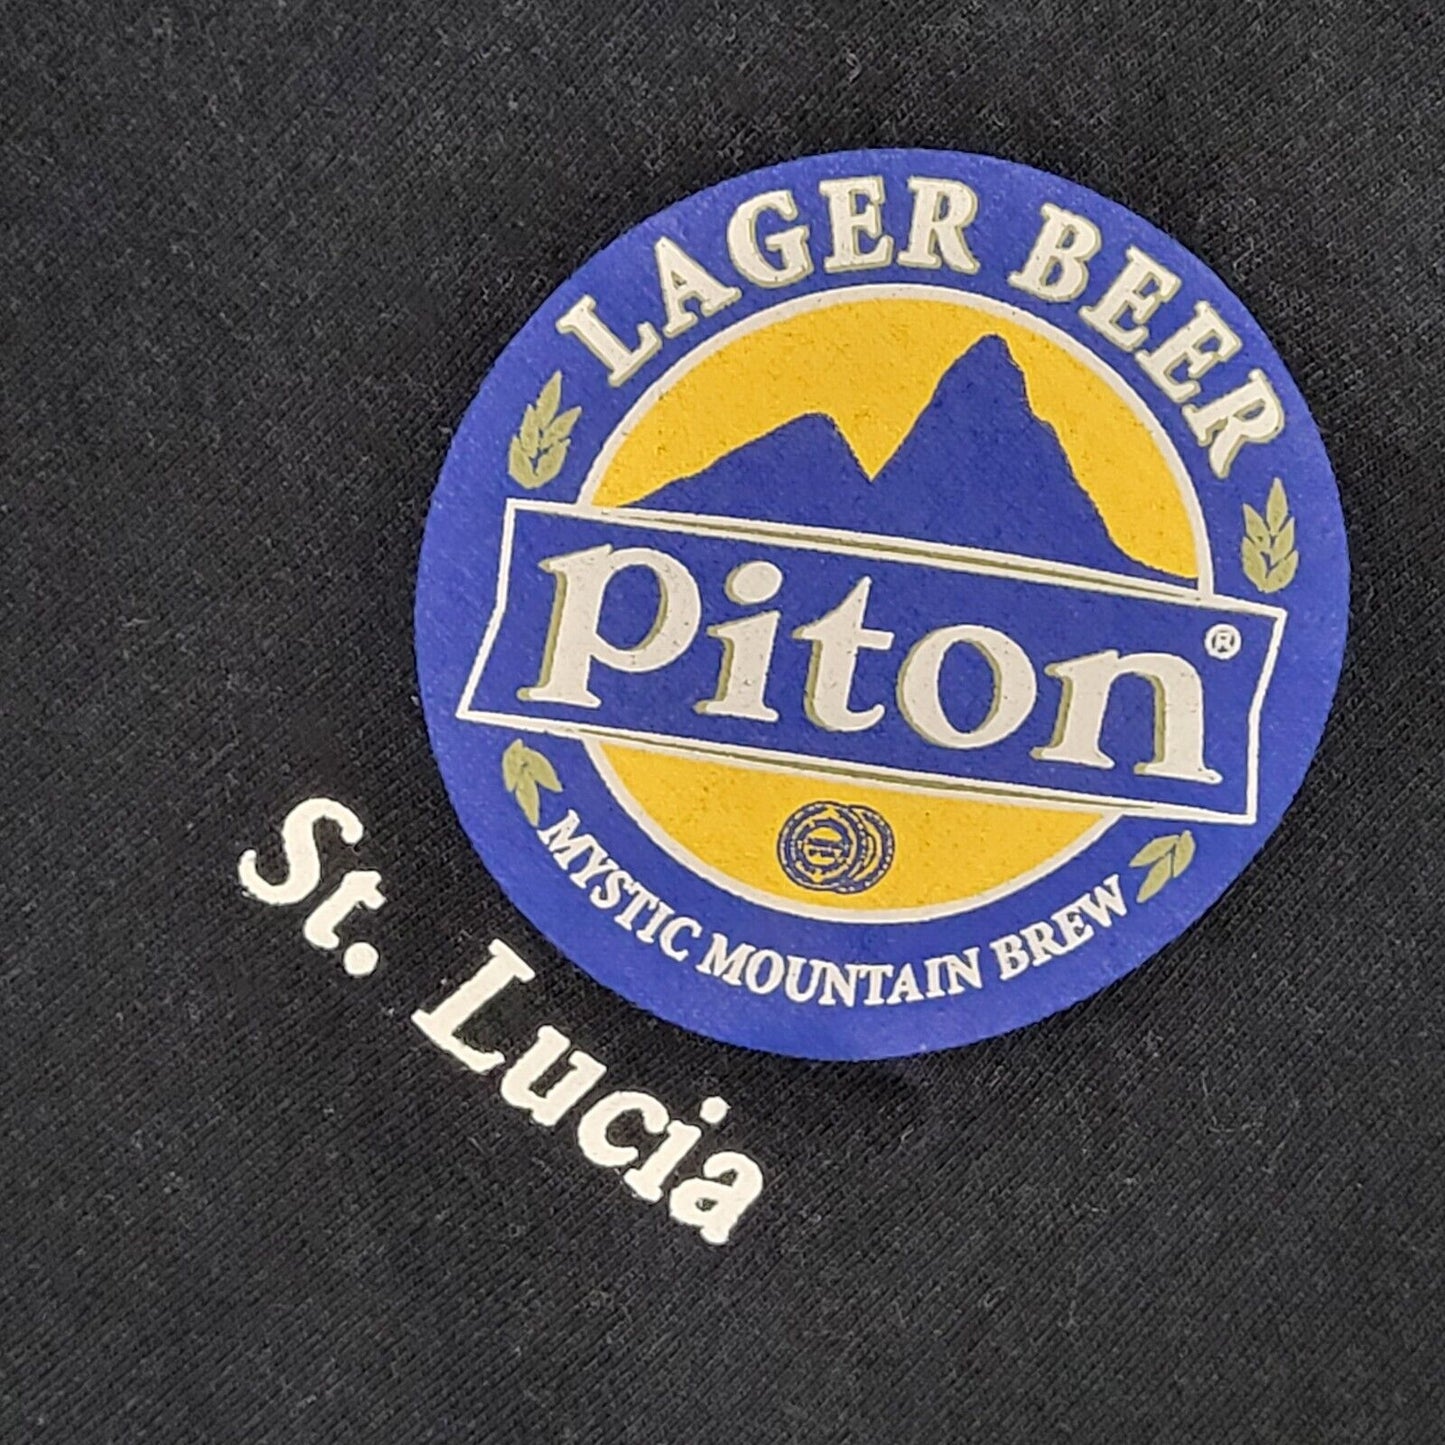 LAGER BEER
Piton®
MYSTIC MOUNTAIN BREW
St. Lucia